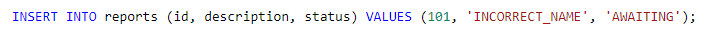 INSERT INTO reports (id, description, status) VALUES (101, 'INCORRECT_NAME', 'AWAITING');